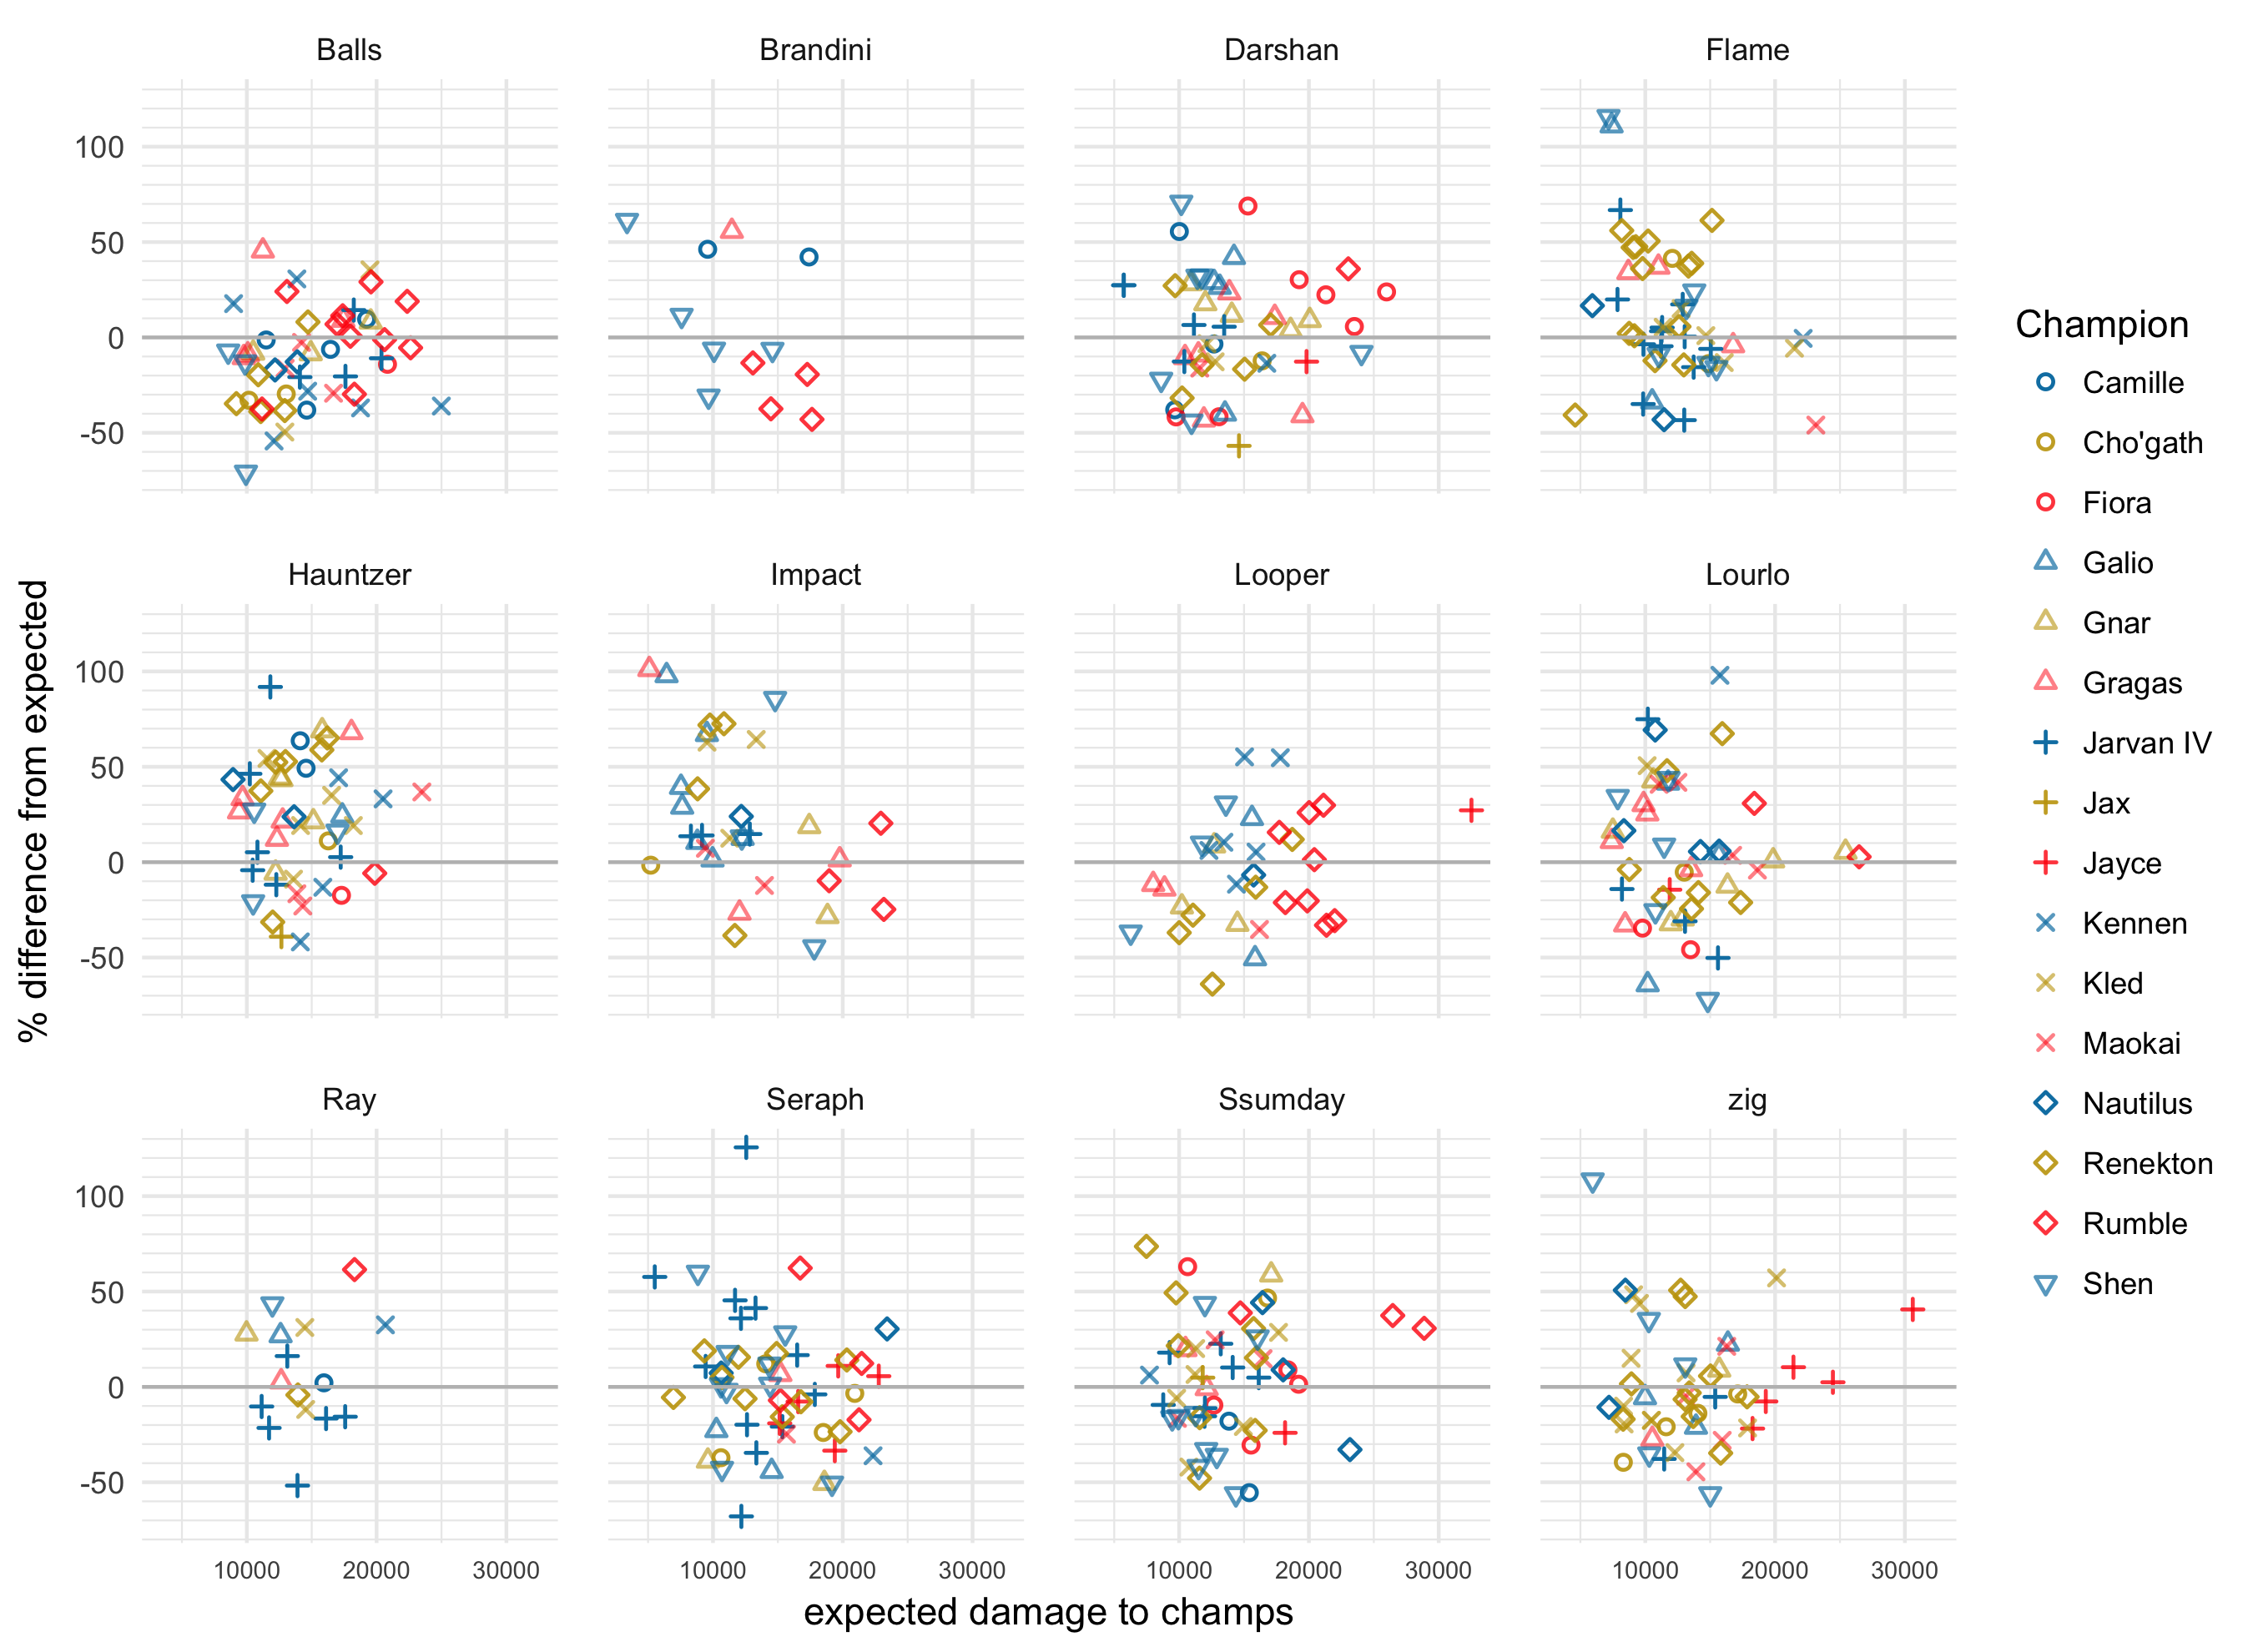 Balls Brandini Darshan Flame
100
50
0
-50
Hauntzer Impact Looper Lourlo
100
50
0
-50
Ray Seraph Ssumday zig
100
50
0
-50
10000 20000 30000 10000 20000 30000 10000 20000 30000 10000 20000 30000
expected damage to champs
% difference from expected
Champion
Camille
Cho'gath
Fiora
Galio
Gnar
Gragas
Jarvan IV
Jax
Jayce
Kennen
Kled
Maokai
Nautilus
Renekton
Rumble
Shen